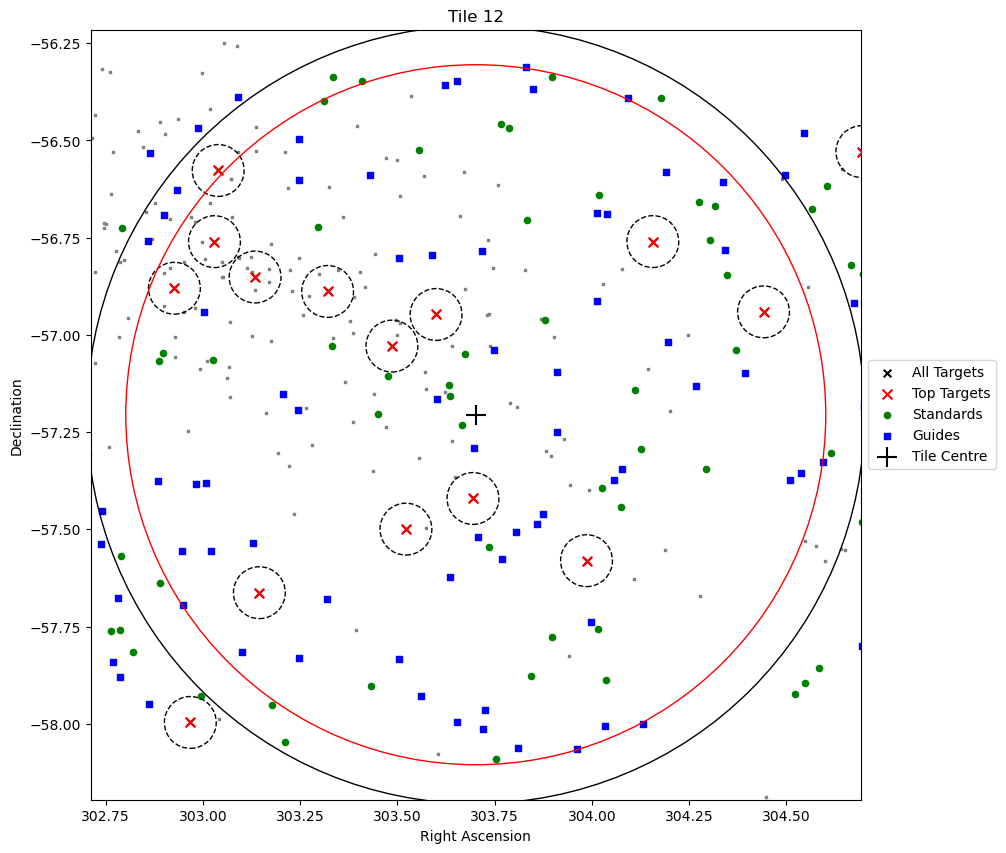 Tile 12
−56.25
−56.50
−56.75
−57.00
−57.25
−57.50
−57.75
−58.00
Declination
302.75 303.00 303.25 303.50 303.75 304.00 304.25 304.50
Right Ascension
All Targets
Top Targets
Standards
Guides
Tile Centre